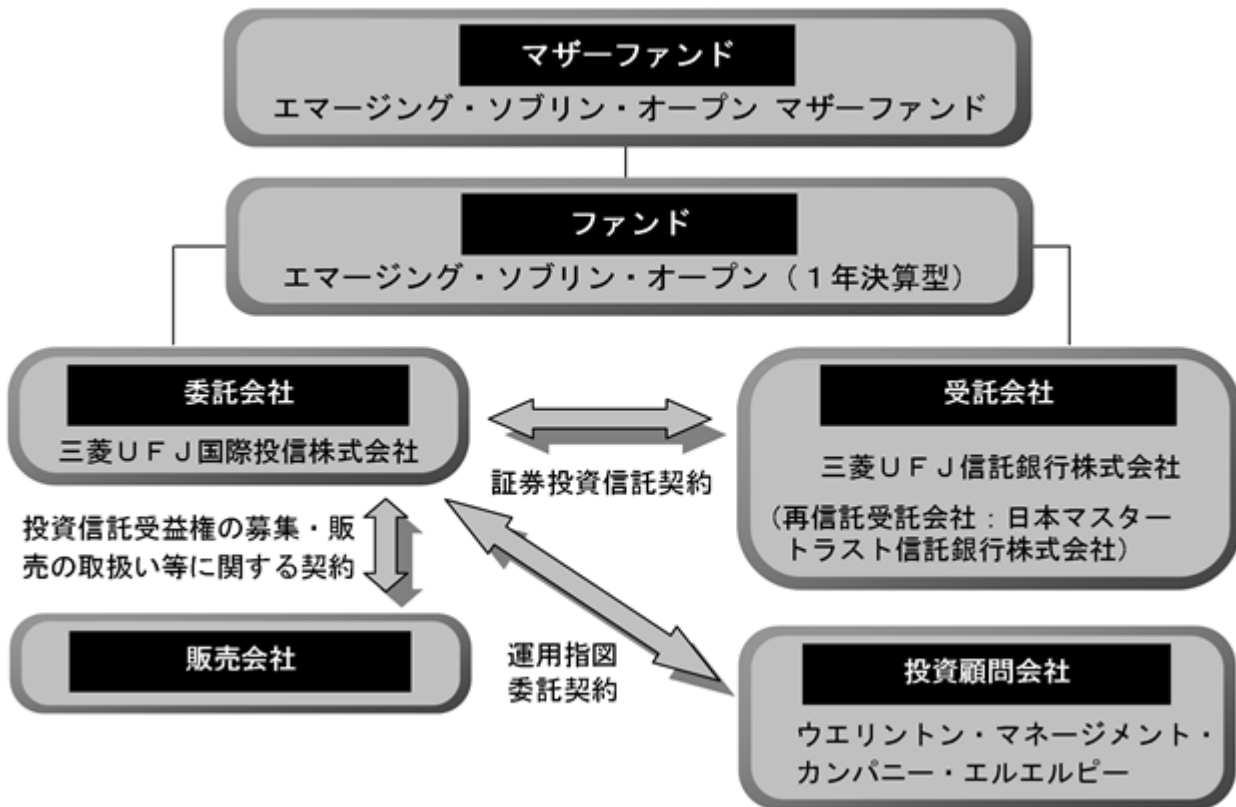 マザーファンド
エマージング・ソブリン・オープン マザーファンド
ファンド
エマージング・ソブリン・オープン（１年決算型）
委託会社
三菱ＵＦＪ国際投信株式会社
証券投資信託契約
受託会社
三菱ＵＦＪ信託銀行株式会社
（再信託受託会社：日本マスター
トラスト信託銀行株式会社）
投資信託受益権の募集・販
売の取扱い等に関する契約
販売会社
運用指図
委託契約
投資顧問会社
ウエリントン・マネージメント・
カンパニー・エルエルピー